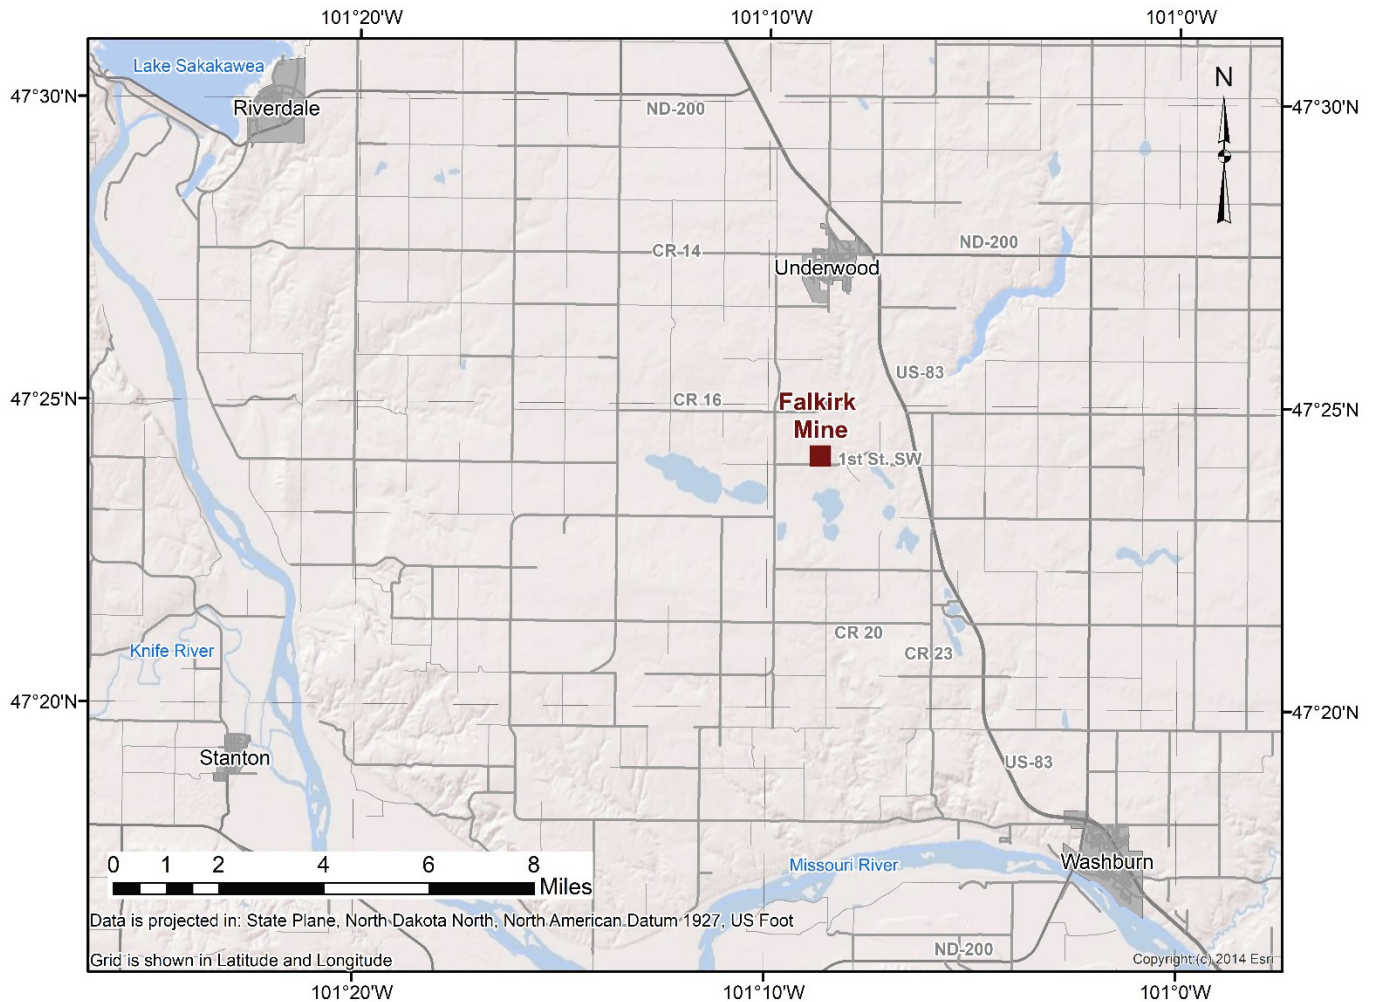 101°20'W
101°10'W
101°0'W
Lake Sakakawea
N
47°30'N
Riverdale
ND-200
47°30'N
CR-14
ND-200
Underwood
US-83
47°25'N
CR 16
Falkirk
Mine
47°25'N
1st St. SW
CR 20
Knife River
CR 23
47°20'N
47°20'N
Stanton
US-83
0 1 2 4 6 8
Miles
Missouri River
Washburn
Data is projected in: State Plane, North Dakota North, North American Datum 1927, US Foot
ND-200
Grid is shown in Latitude and Longitude
Copyright:(c) 2014 Esri
101°20'W
101°10'W
101°0'W